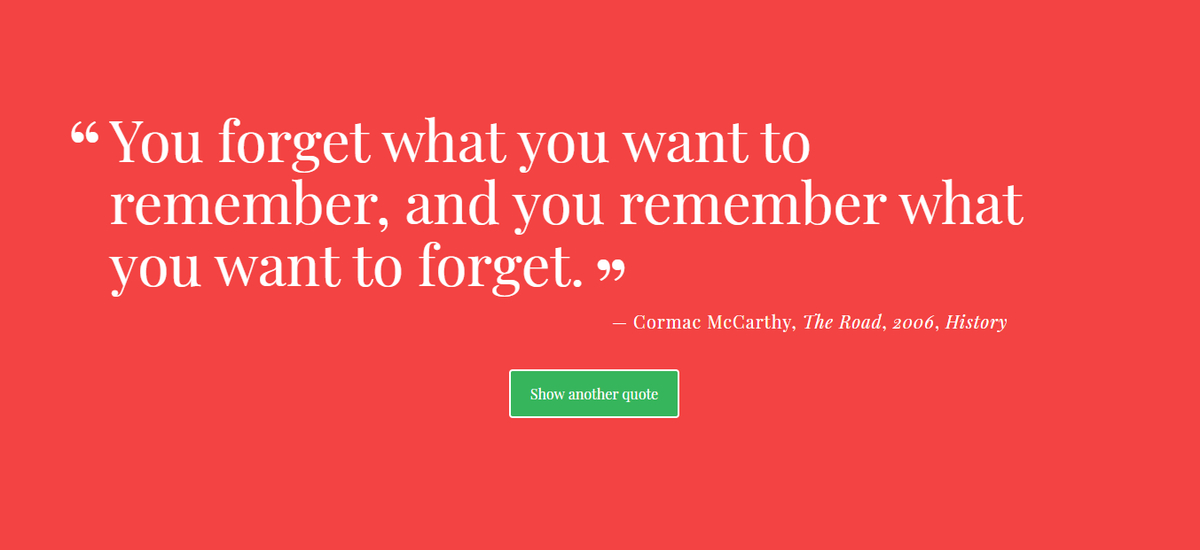 “ You forget what you want to
remember, and you remember what
you want to forget. ”
— Cormac McCarthy, The Road, 2006, History
Show another quote